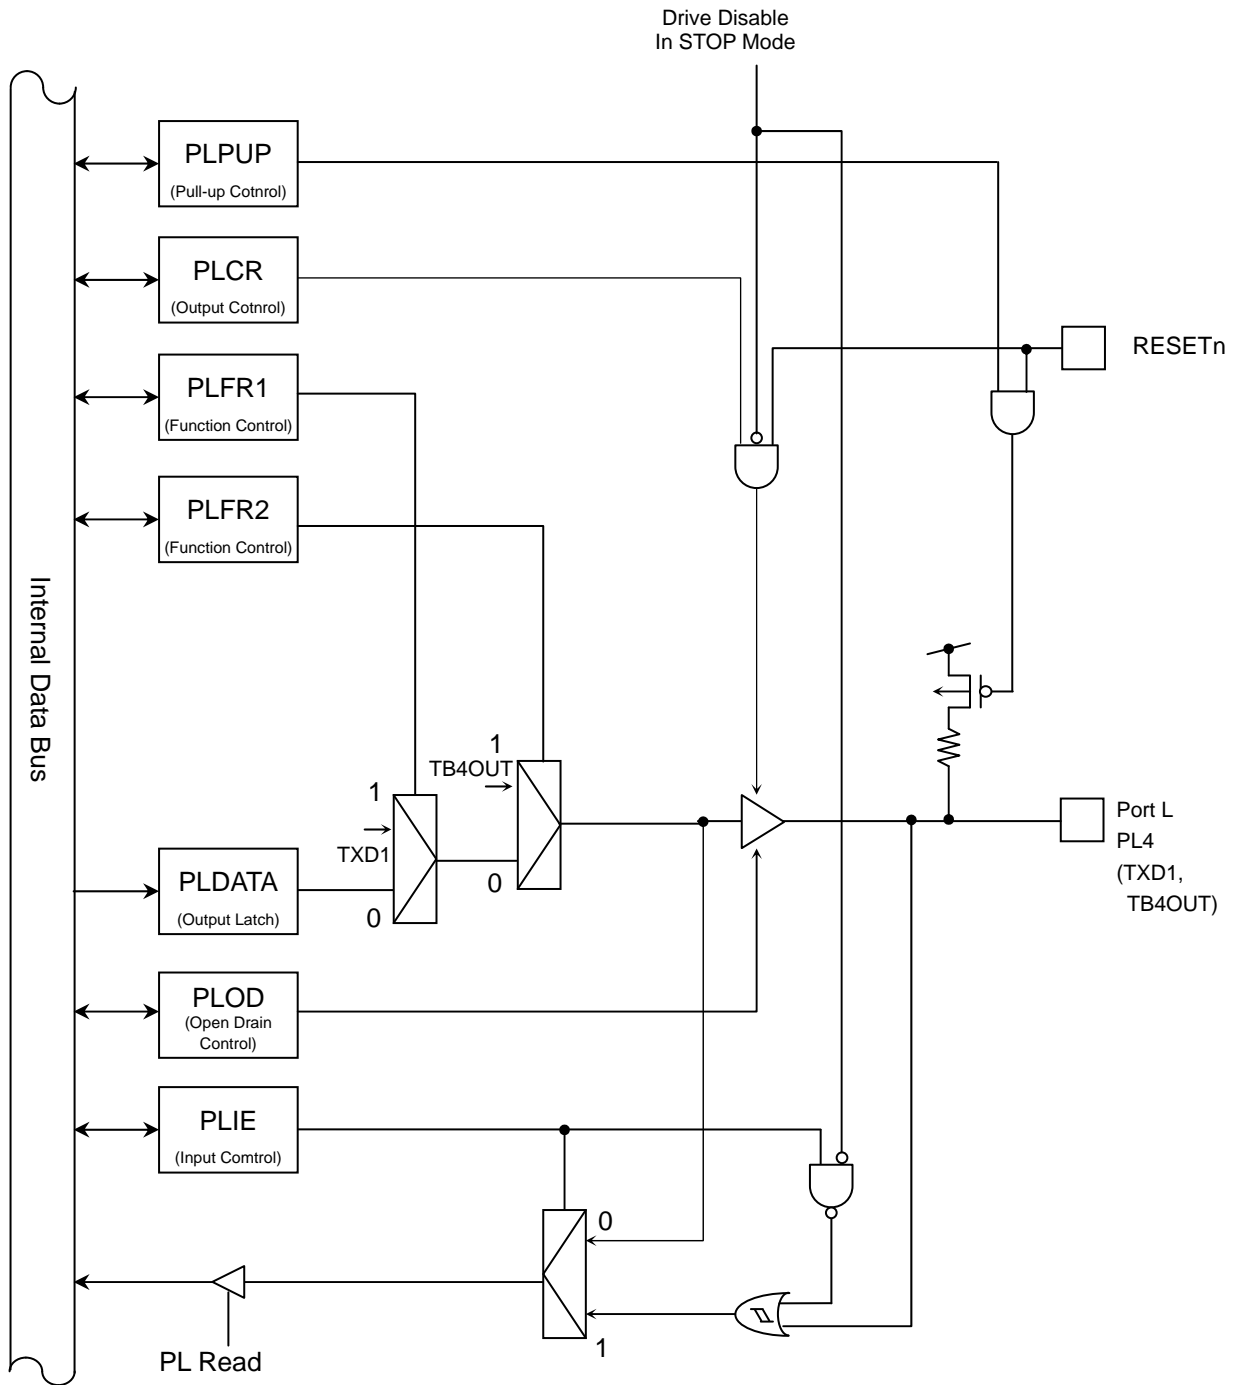 Drive Disable
In STOP Mode
PLPUP
(Pull-up Cotnrol)
PLCR
(Output Cotnrol)
RESETn
PLFR1
(Function Control)
PLFR2
(Function Control)
Internal Data Bus
1
TB4OUT
1
TXD1
0
0
PLDATA
(Output Latch)
Port L
PL4
(TXD1,
TB4OUT)
PLOD
(Open Drain
Control)
PLIE
(Input Comtrol)
0
1
PL Read